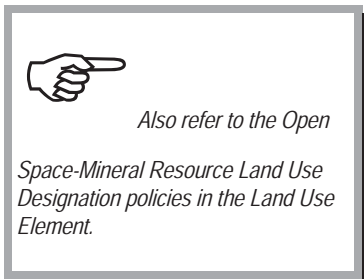 Also refer to the Open
Space-Mineral Resource Land Use
Designation policies in the Land Use
Element.